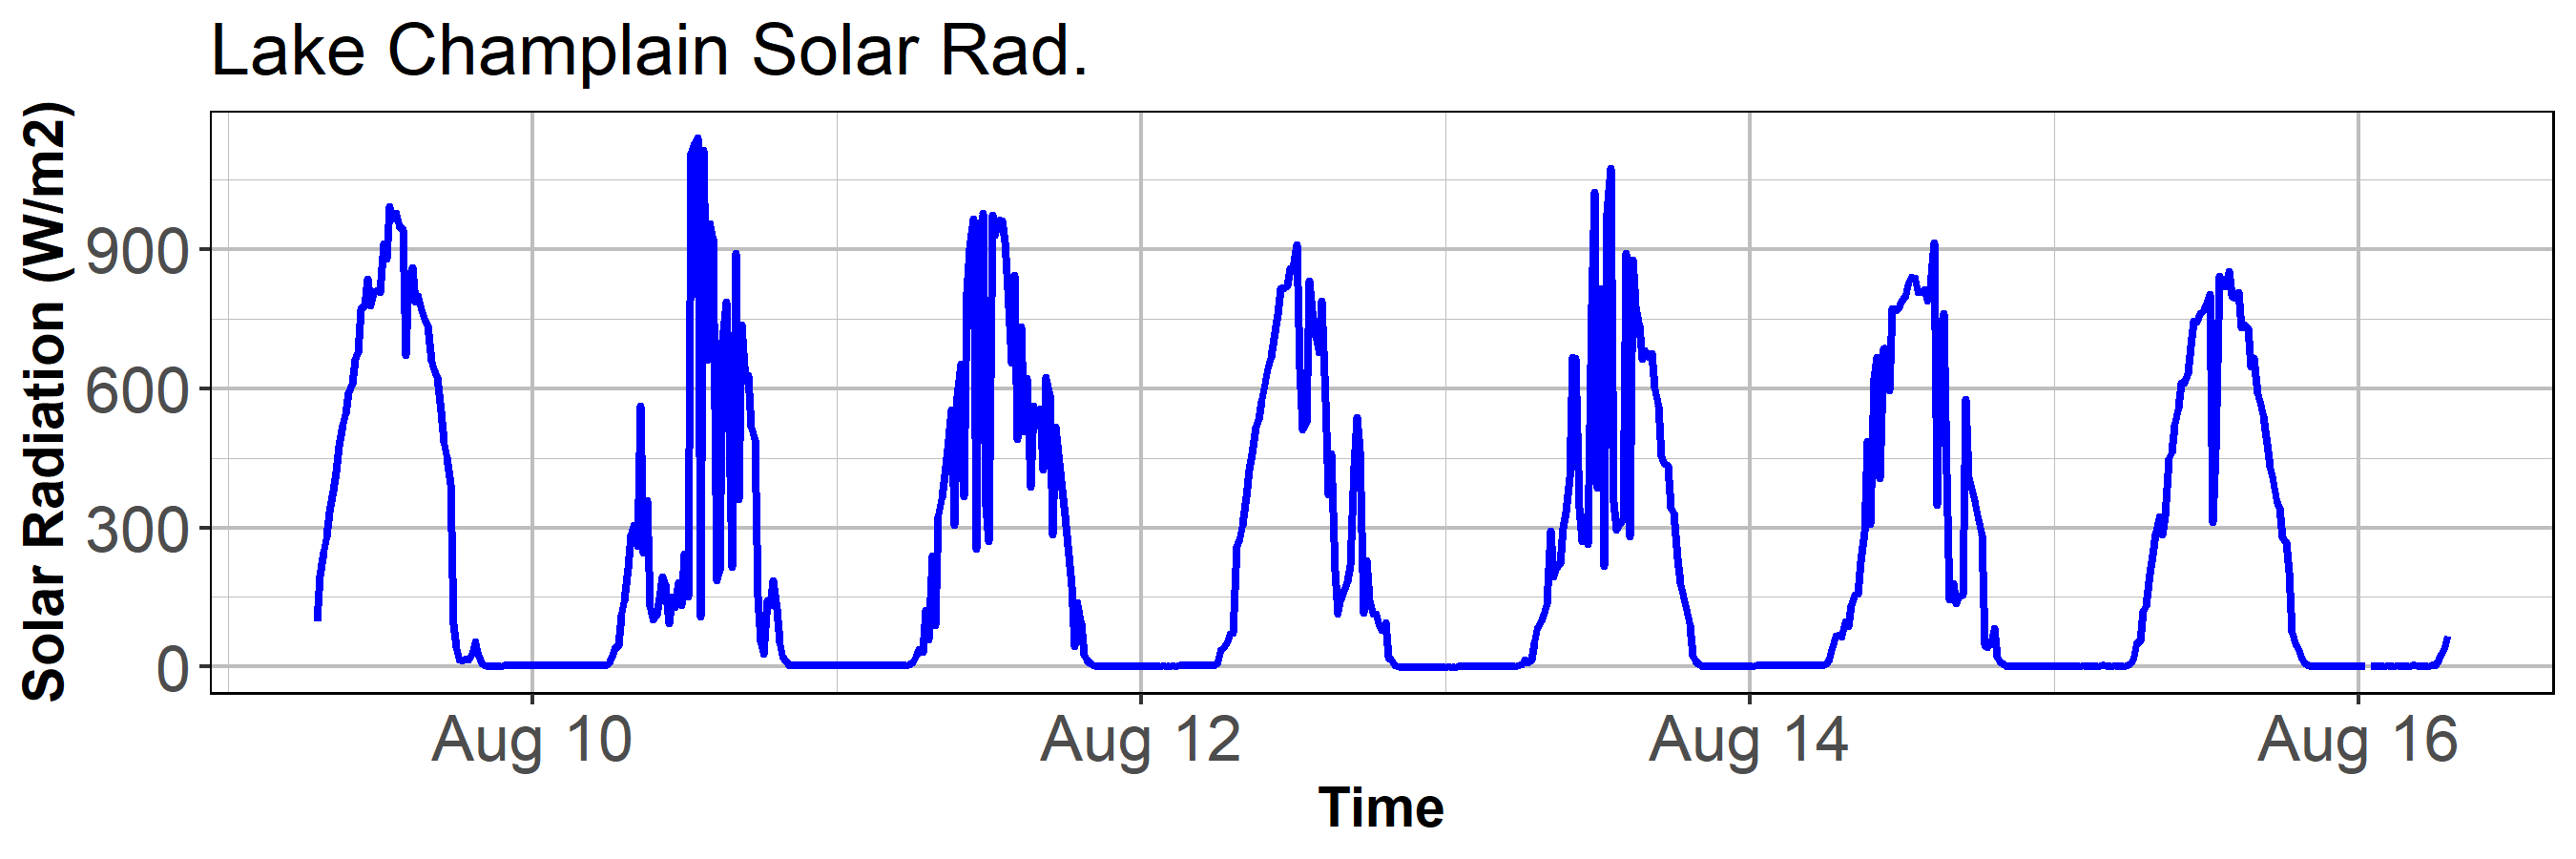 Lake Champlain Solar Rad.
Solar Radiation (W/m2)
900
600
300
0
Aug 10 Aug 12 Aug 14 Aug 16
Time